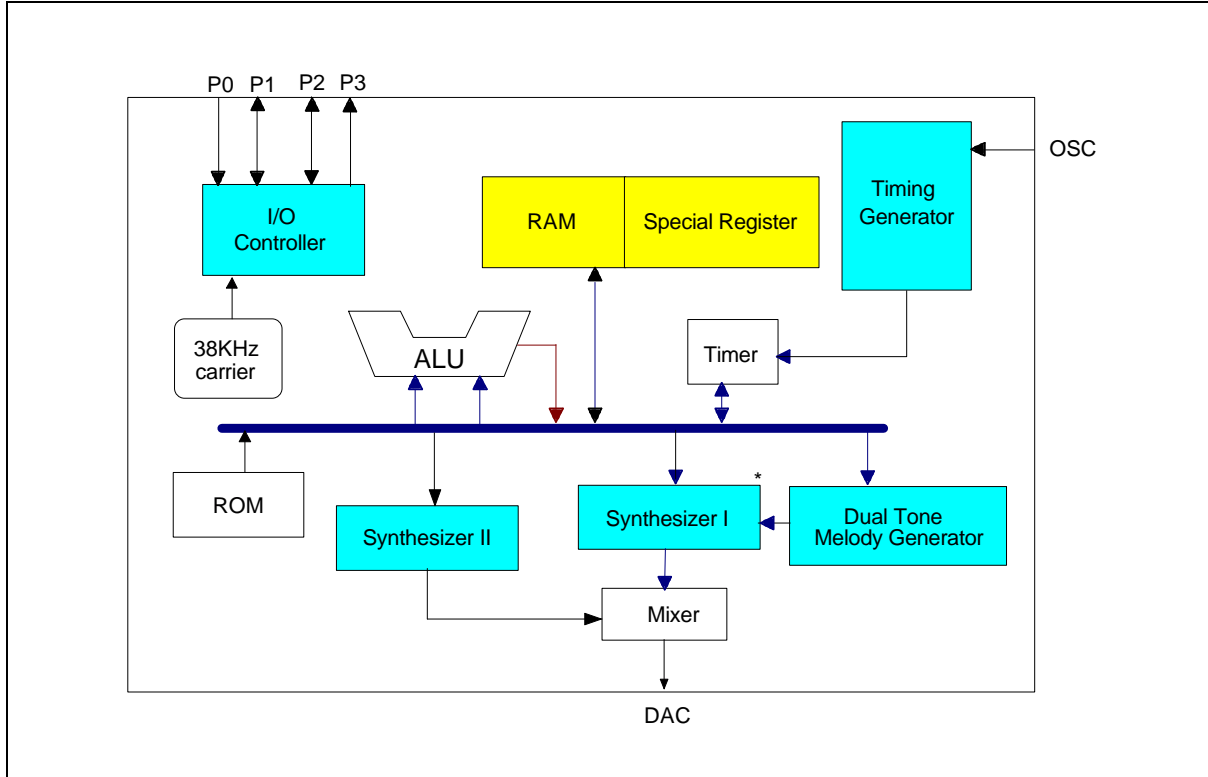 P0 P1 P2 P3
OSC
I/O
Controller
RAM
Special Register
Timing
Generator
38KHz
carrier
ALU
Timer
ROM
Synthesizer II
Synthesizer I
*
Dual Tone
Melody Generator
Mixer
DAC